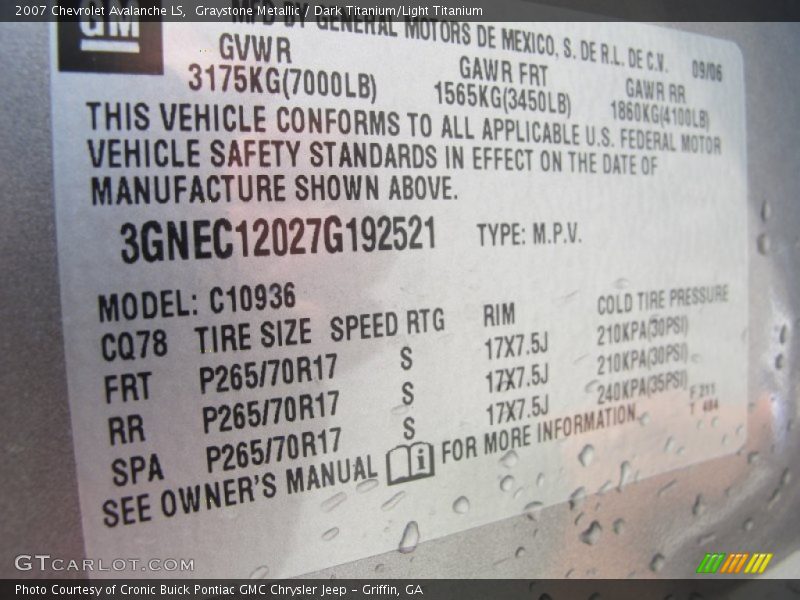 2007 Chevrolet Avalanche LS, Graystone Metallic / Dark Titanium/Light Titanium
GM
MFD BY GENERAL MOTORS DE MEXICO, S. DE R.L. DE C.V.
09/06
GVWR GAWR FRT GAWR RR
3175KG(7000LB) 1565KG(3450LB) 1860KG(4100LB)
THIS VEHICLE CONFORMS TO ALL APPLICABLE U.S. FEDERAL MOTOR
VEHICLE SAFETY STANDARDS IN EFFECT ON THE DATE OF
MANUFACTURE SHOWN ABOVE.
3GNEC12027G192521 TYPE: M.P.V.
MODEL: C10936
CQ78 TIRE SIZE SPEED RTG RIM COLD TIRE PRESSURE
FRT P265/70R17 S 17X7.5J 210KPA(30PSI)
RR P265/70R17 S 17X7.5J 210KPA(30PSI)
SPA P265/70R17 S 17X7.5J 240KPA(35PSI)
SEE OWNER'S MANUAL i FOR MORE INFORMATION
F 211
T 484
GTCARLOT.COM
Photo Courtesy of Cronic Buick Pontiac GMC Chrysler Jeep – Griffin, GA